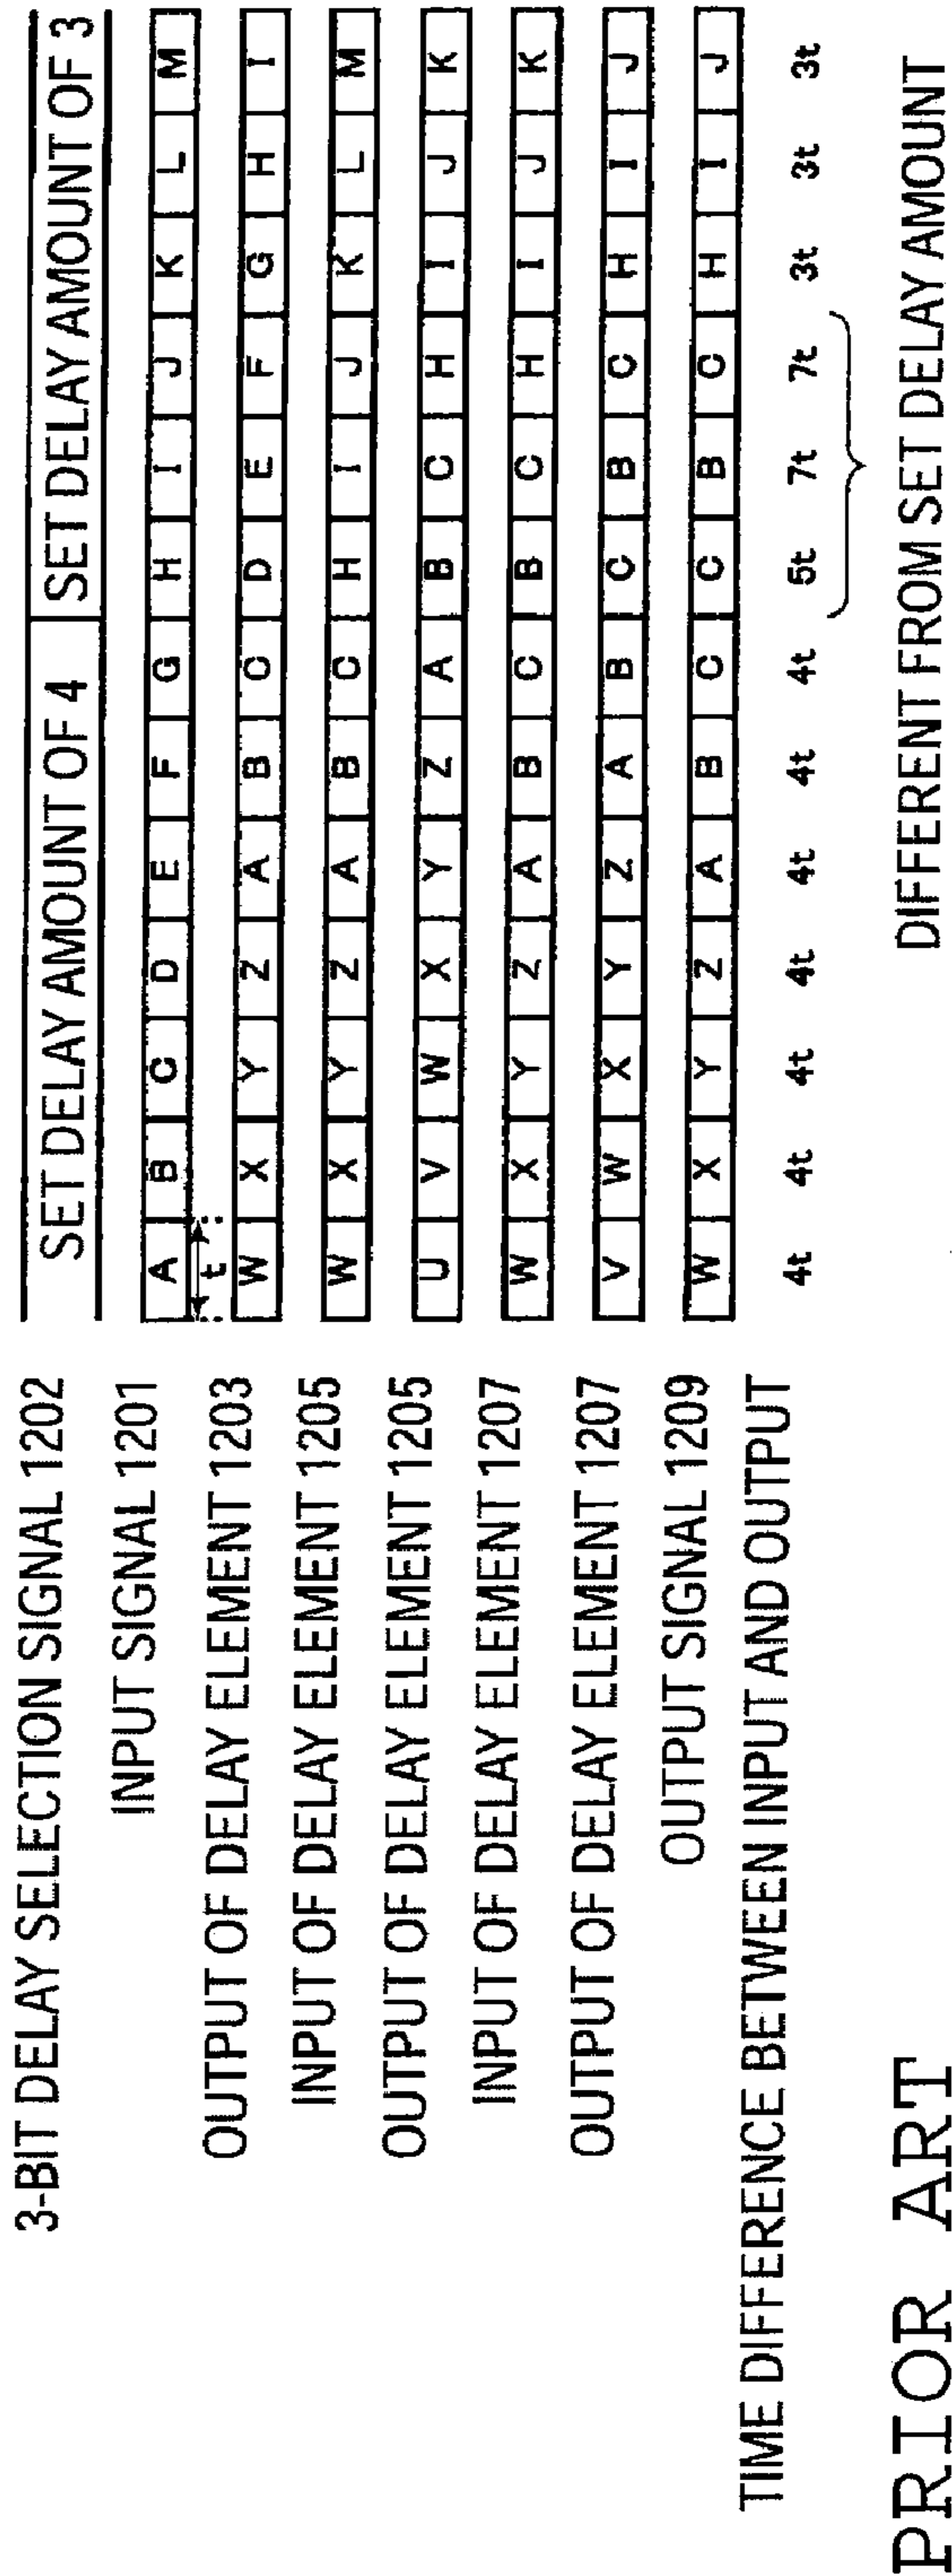 3-BIT DELAY SELECTION SIGNAL 1202 SET DELAY AMOUNT OF 4 SET DELAY AMOUNT OF 3
INPUT SIGNAL 1201 A B C D E F G H I J K L M
t
OUTPUT OF DELAY ELEMENT 1203 W X Y Z A B C D E F G H I
INPUT OF DELAY ELEMENT 1205 W X Y Z A B C H I J K L M
OUTPUT OF DELAY ELEMENT 1205 U V W X Y Z A B C H I J K
INPUT OF DELAY ELEMENT 1207 W X Y Z A B C B C H I J K
OUTPUT OF DELAY ELEMENT 1207 V W X Y Z A B C B C H I J
OUTPUT SIGNAL 1209 W X Y Z A B C C B C H I J
TIME DIFFERENCE BETWEEN INPUT AND OUTPUT 4t 4t 4t 4t 4t 4t 4t 5t 7t 7t 3t 3t 3t
DIFFERENT FROM SET DELAY AMOUNT
PRIOR ART